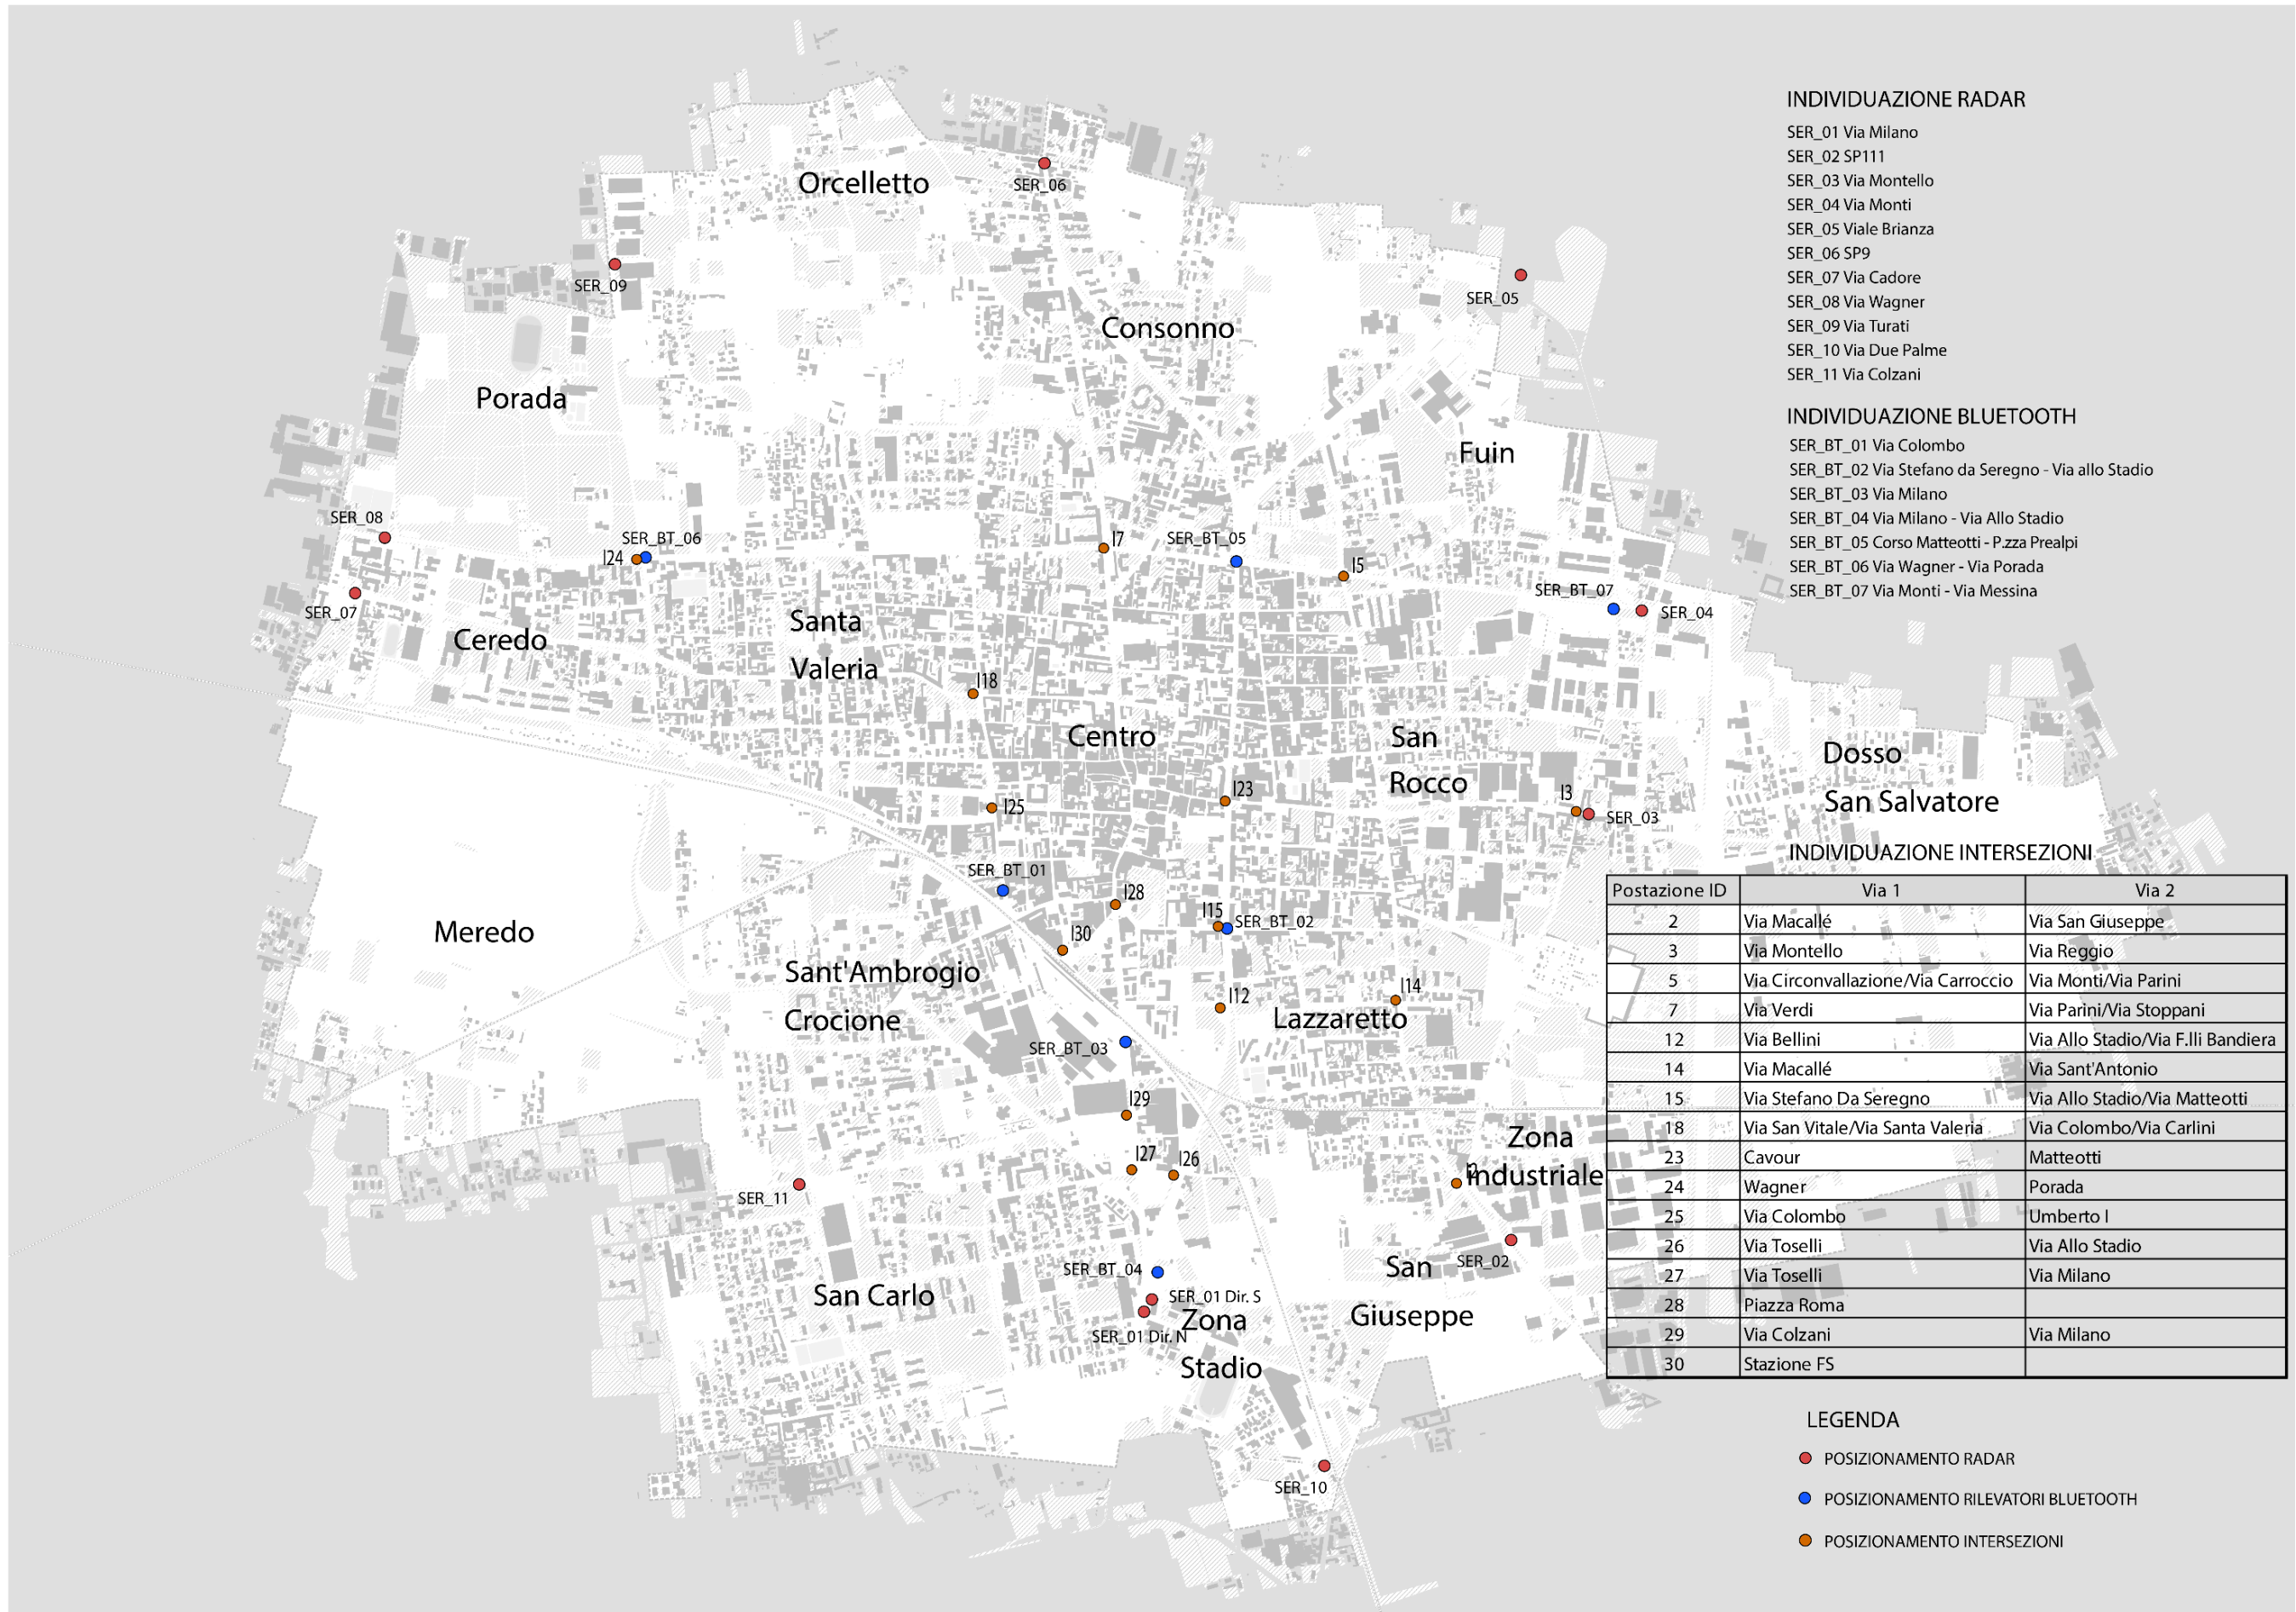 Orcelletto
SER_06
SER_09
SER_05
Consonno
Porada
Fuin
SER_08
SER_BT_06
I24
I7
SER_BT_05
I5
SER_BT_07
SER_04
SER_07
Ceredo
Santa
Valeria
I18
Centro
San
Rocco
Dosso
San Salvatore
I23
I3
SER_03
I25
SER_BT_01
I28
I15
SER_BT_02
Meredo
I30
Sant'Ambrogio
Crocione
I14
I12
Lazzaretto
SER_BT_03
I29
Zona
Industriale
I27
I26
I2
SER_11
SER_02
San
Giuseppe
SER_BT_04
San Carlo
SER_01 Dir. S
Zona
SER_01 Dir. N
Stadio
SER_10
INDIVIDUAZIONE RADAR
SER_01 Via Milano
SER_02 SP111
SER_03 Via Montello
SER_04 Via Monti
SER_05 Viale Brianza
SER_06 SP9
SER_07 Via Cadore
SER_08 Via Wagner
SER_09 Via Turati
SER_10 Via Due Palme
SER_11 Via Colzani
INDIVIDUAZIONE BLUETOOTH
SER_BT_01 Via Colombo
SER_BT_02 Via Stefano da Seregno - Via allo Stadio
SER_BT_03 Via Milano
SER_BT_04 Via Milano - Via Allo Stadio
SER_BT_05 Corso Matteotti - P.zza Prealpi
SER_BT_06 Via Wagner - Via Porada
SER_BT_07 Via Monti - Via Messina
INDIVIDUAZIONE INTERSEZIONI
Postazione ID Via 1 Via 2
2 Via Macallé Via San Giuseppe
3 Via Montello Via Reggio
5 Via Circonvallazione/Via Carroccio Via Monti/Via Parini
7 Via Verdi Via Parini/Via Stoppani
12 Via Bellini Via Allo Stadio/Via F.lli Bandiera
14 Via Macallé Via Sant'Antonio
15 Via Stefano Da Seregno Via Allo Stadio/Via Matteotti
18 Via San Vitale/Via Santa Valeria Via Colombo/Via Carlini
23 Cavour Matteotti
24 Wagner Porada
25 Via Colombo Umberto I
26 Via Toselli Via Allo Stadio
27 Via Toselli Via Milano
28 Piazza Roma
29 Via Colzani Via Milano
30 Stazione FS
LEGENDA
POSIZIONAMENTO RADAR
POSIZIONAMENTO RILEVATORI BLUETOOTH
POSIZIONAMENTO INTERSEZIONI